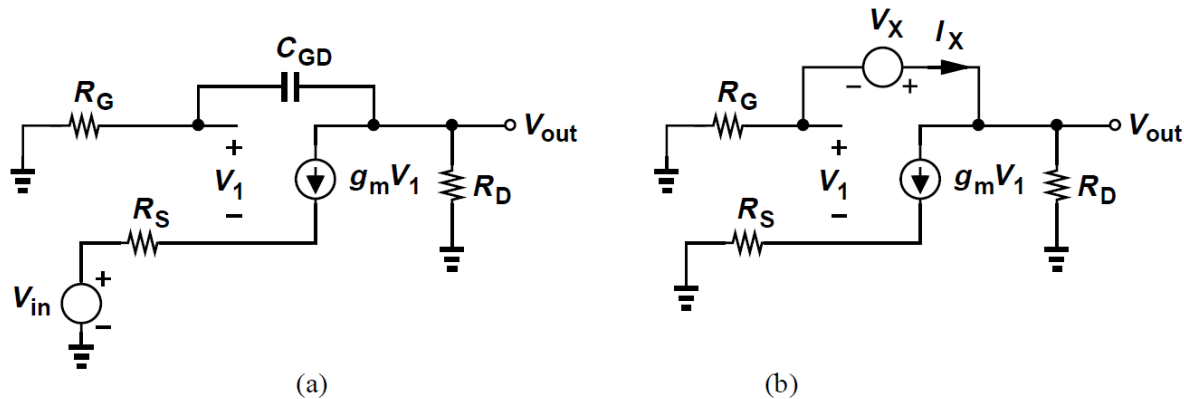 C_GD
R_G
V_out
+
V_1
−
g_mV_1
R_D
R_S
V_in
+
−
(a)
V_X
I_X
−
+
R_G
V_out
+
V_1
−
g_mV_1
R_D
R_S
(b)